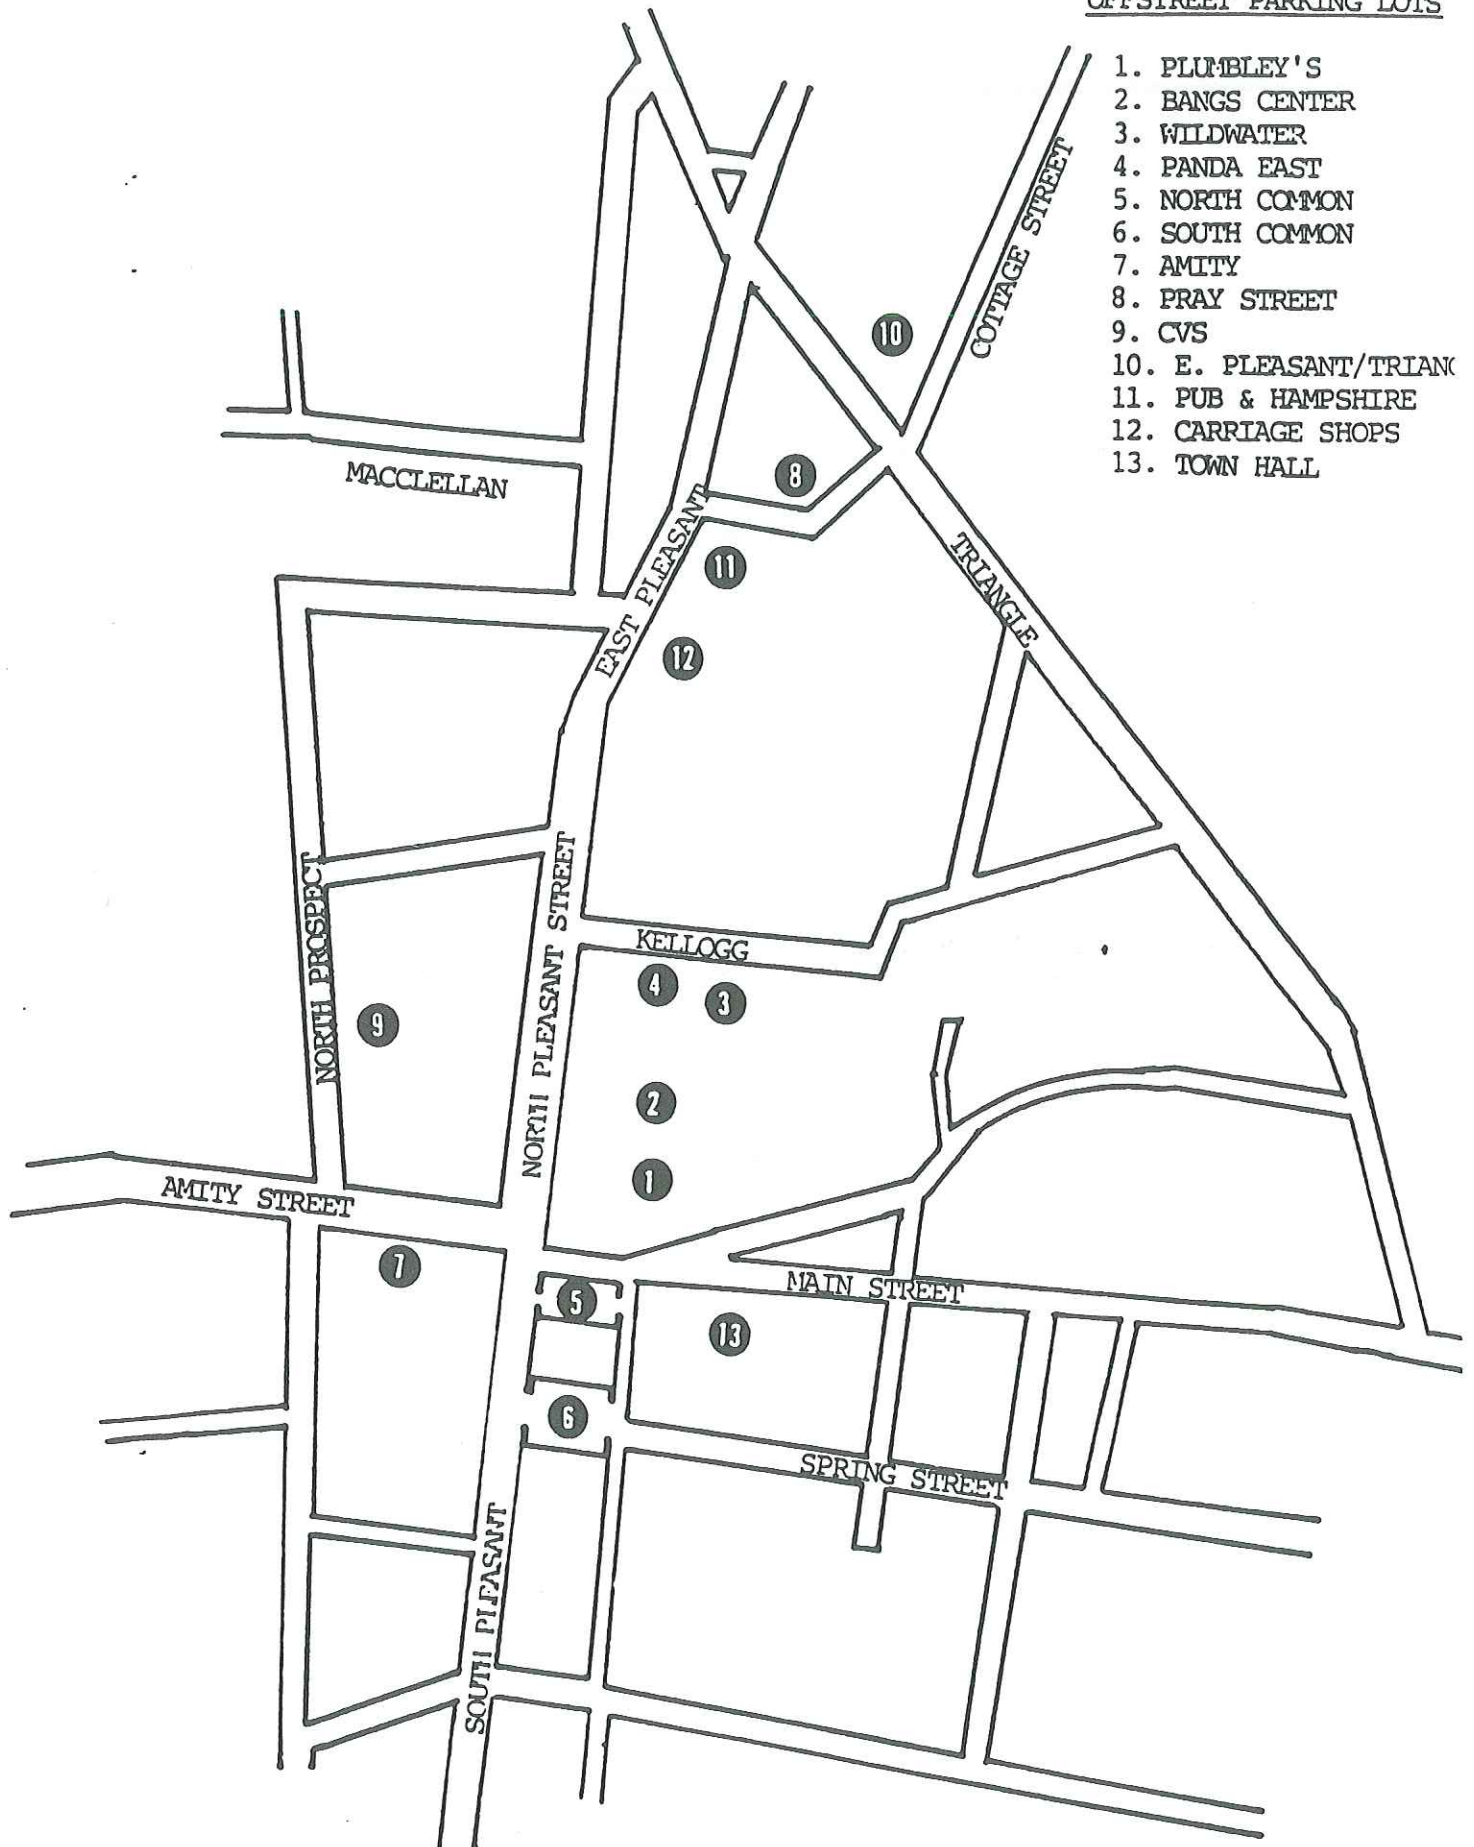 OFFSTREET PARKING LOTS
1. PLUMBLEY'S
2. BANGS CENTER
3. WILDWATER
4. PANDA EAST
5. NORTH COMMON
6. SOUTH COMMON
7. AMITY
8. PRAY STREET
9. CVS
10. E. PLEASANT/TRIANG
11. PUB & HAMPSHIRE
12. CARRIAGE SHOPS
13. TOWN HALL
COTTAGE STREET
10
MACCLELLAN
8
EAST PLEASANT
11
TRIANGLE
12
NORTH PROSPECT
NORTH PLEASANT STREET
KELLOGG
4
3
9
2
1
AMITY STREET
7
MAIN STREET
5
13
6
SPRING STREET
SOUTH PLEASANT